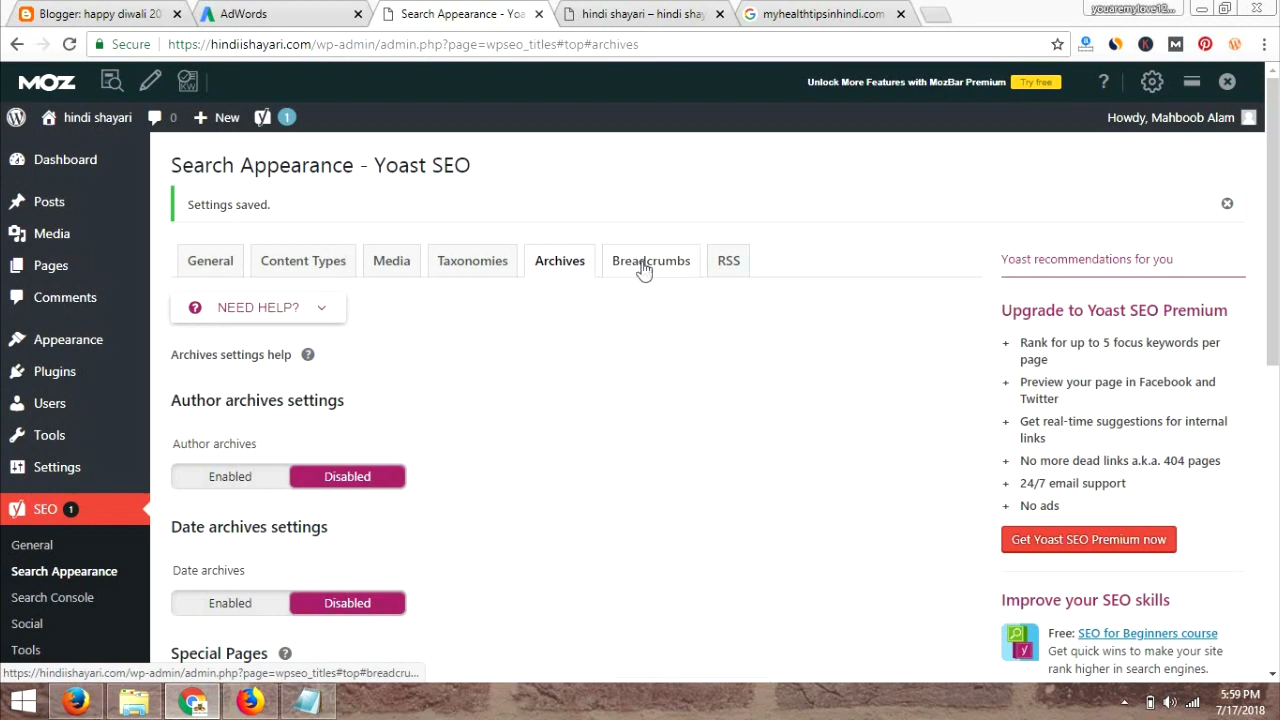 Blogger: happy diwali 20
AdWords
Search Appearance - Yoa
hindi shayari – hindi sha
myhealthtipsinhindi.com
youaremylove12...
Secure
https://hindiishayari.com/wp-admin/admin.php?page=wpseo_titles#top#archives
MOZ
Unlock More Features with MozBar Premium
Try free
hindi shayari
0
New
1
Howdy, Mahboob Alam
Dashboard
Posts
Media
Pages
Comments
Appearance
Plugins
Users
Tools
Settings
SEO 1
General
Search Appearance
Search Console
Social
Tools
Search Appearance - Yoast SEO
Settings saved.
General
Content Types
Media
Taxonomies
Archives
Breadcrumbs
RSS
NEED HELP?
Archives settings help
Author archives settings
Author archives
Enabled
Disabled
Date archives settings
Date archives
Enabled
Disabled
Special Pages
Yoast recommendations for you
Upgrade to Yoast SEO Premium
+ Rank for up to 5 focus keywords per
page
+ Preview your page in Facebook and
Twitter
+ Get real-time suggestions for internal
links
+ No more dead links a.k.a. 404 pages
+ 24/7 email support
+ No ads
Get Yoast SEO Premium now
Improve your SEO skills
Free: SEO for Beginners course
Get quick wins to make your site
rank higher in search engines.
https://hindiishayari.com/wp-admin/admin.php?page=wpseo_titles#top#breadcru...
5:59 PM
7/17/2018